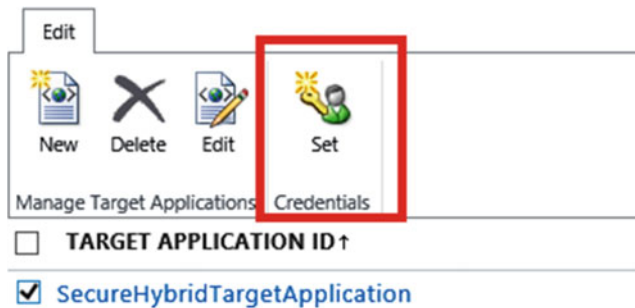 Edit
New Delete Edit Set
Manage Target Applications Credentials
TARGET APPLICATION ID↑
SecureHybridTargetApplication